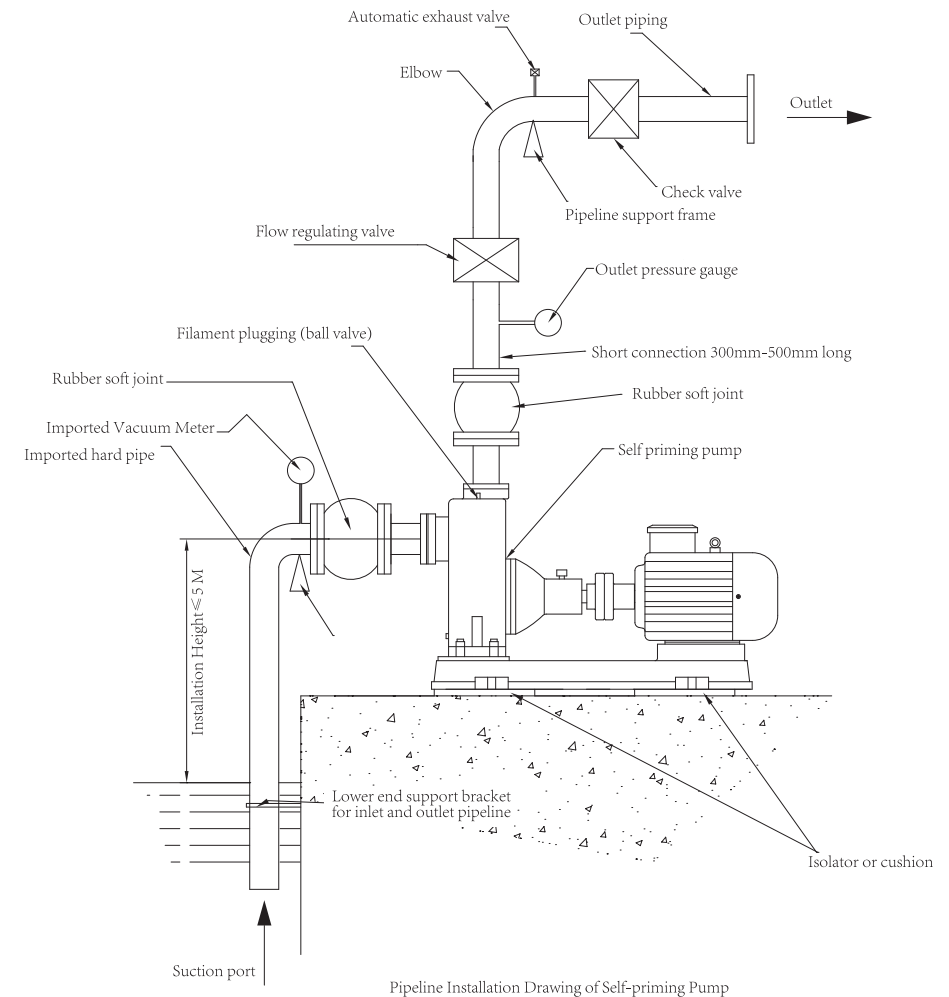 Automatic exhaust valve
Outlet piping
Elbow
Outlet
Check valve
Pipeline support frame
Flow regulating valve
Outlet pressure gauge
Filament plugging (ball valve)
Short connection 300mm-500mm long
Rubber soft joint
Rubber soft joint
Imported Vacuum Meter
Imported hard pipe
Self priming pump
Installation Height≤5 M
Lower end support bracket
for inlet and outlet pipeline
Isolator or cushion
Suction port
Pipeline Installation Drawing of Self-priming Pump